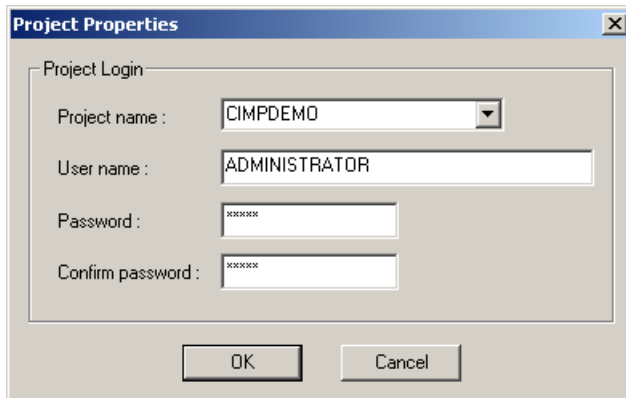 Project Properties
Project Login
Project name : CIMPDEMO
User name : ADMINISTRATOR
Password : *****
Confirm password : *****
OK Cancel